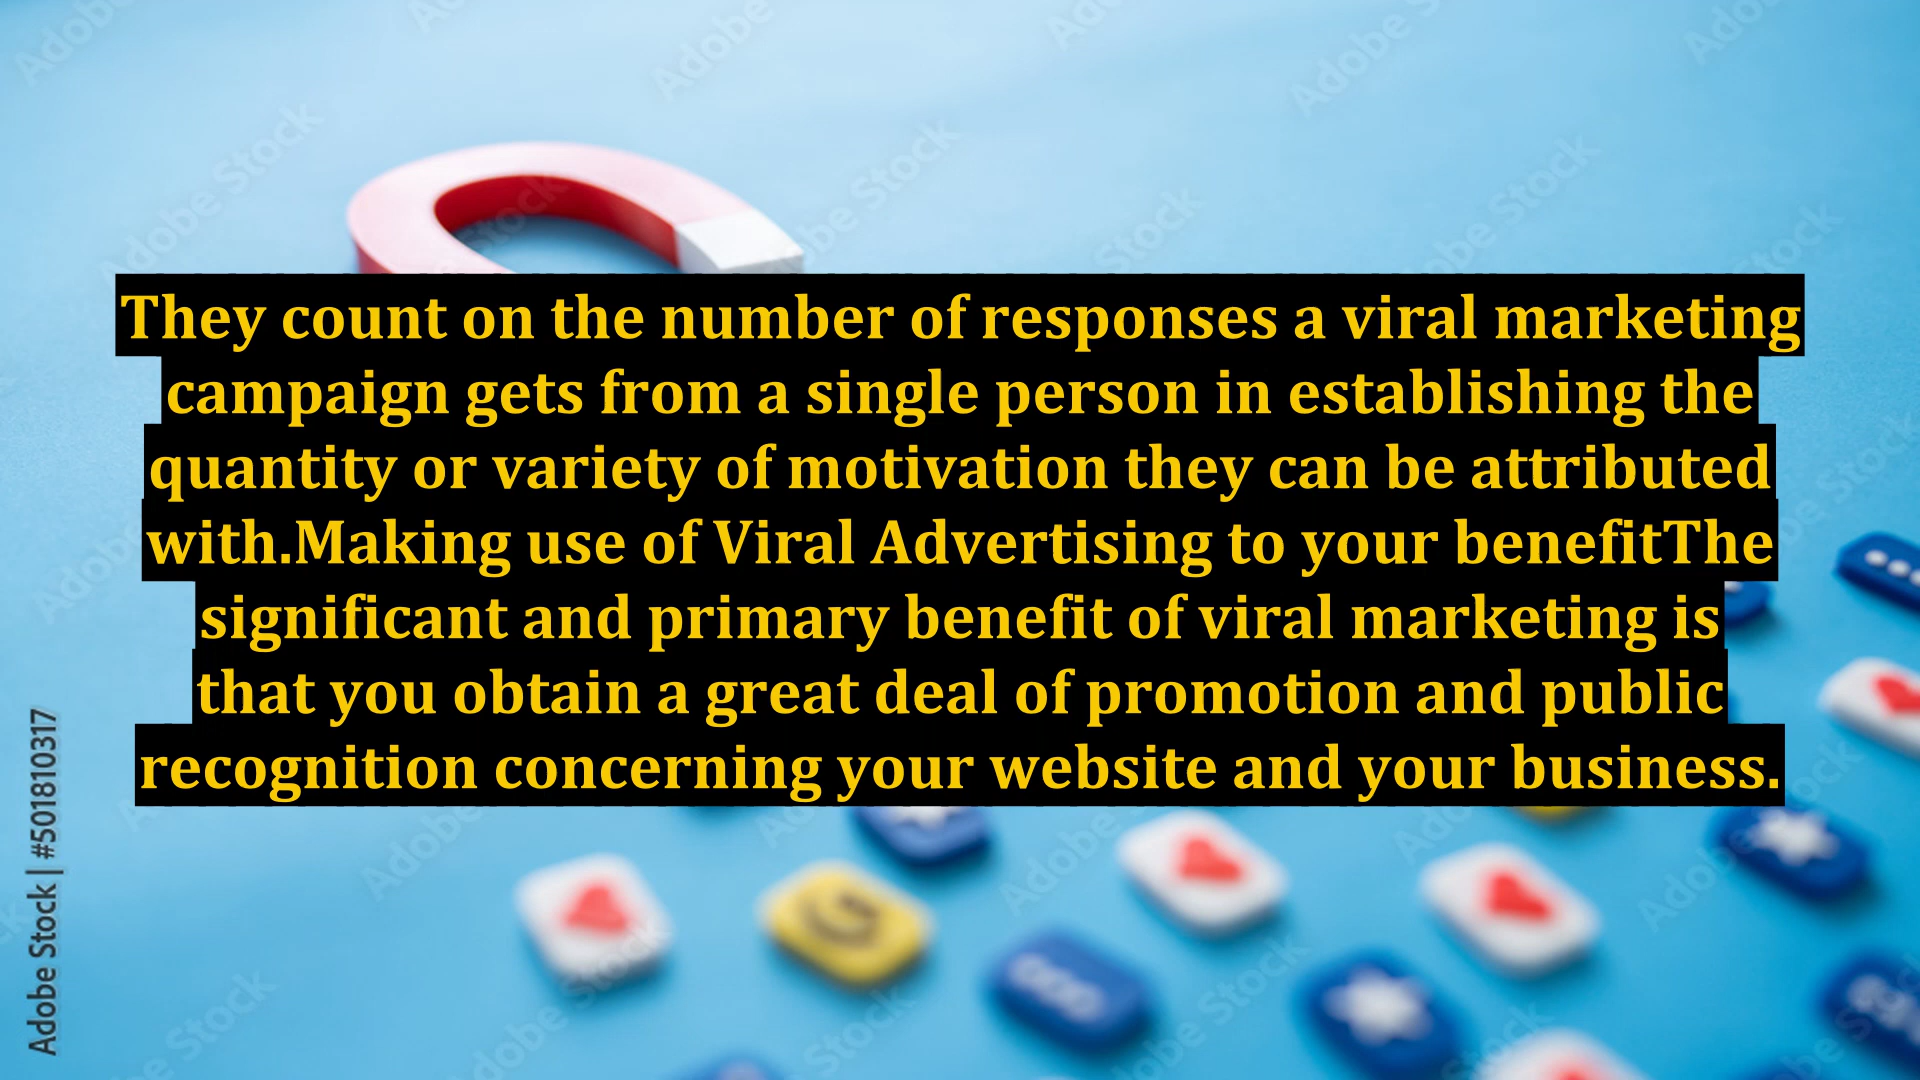 They count on the number of responses a viral marketing
campaign gets from a single person in establishing the
quantity or variety of motivation they can be attributed
with.Making use of Viral Advertising to your benefitThe
significant and primary benefit of viral marketing is
that you obtain a great deal of promotion and public
recognition concerning your website and your business.
Adobe Stock | #501810317